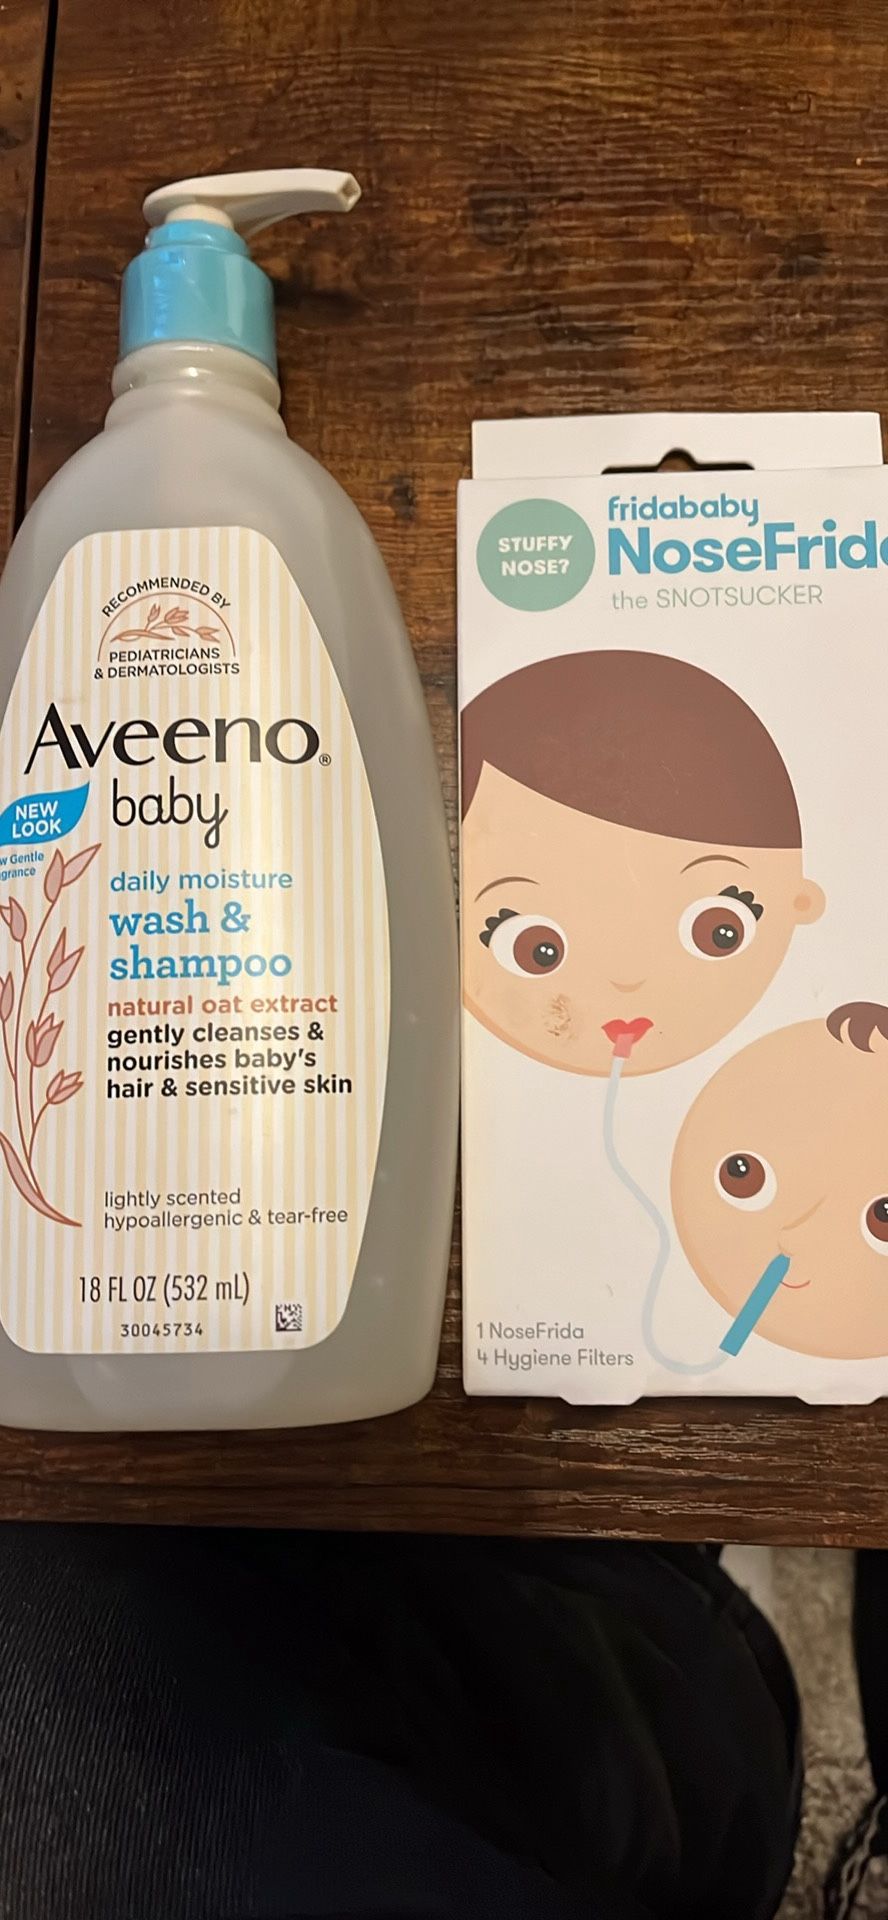 RECOMMENDED BY
PEDIATRICIANS
& DERMATOLOGISTS
Aveeno®
baby
NEW
LOOK
Gentle
daily moisture
wash &
shampoo
natural oat extract
gently cleanses &
nourishes baby's
hair & sensitive skin
lightly scented
hypoallergenic & tear-free
18 FL OZ (532 mL)
30045734
STUFFY
NOSE?
fridababy
NoseFrida
the SNOTSUCKER
1 NoseFrida
4 Hygiene Filters